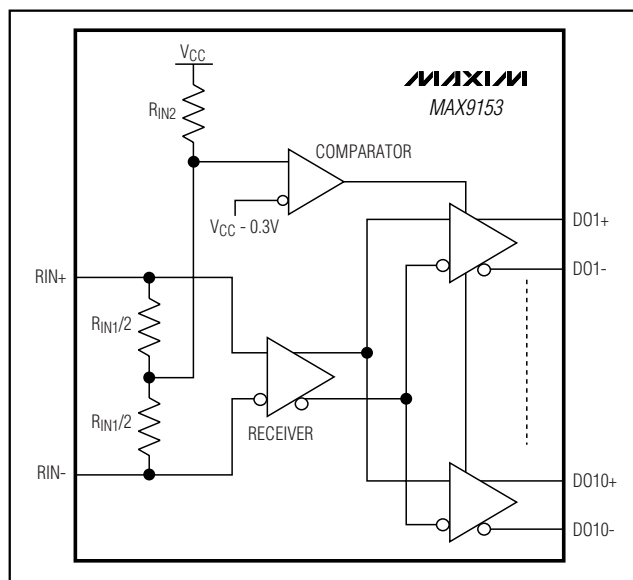 VCC
MAXIM
MAX9153
RIN2
COMPARATOR
VCC - 0.3V
DO1+
RIN+
DO1-
RIN1/2
RIN1/2
RECEIVER
RIN-
DO10+
DO10-